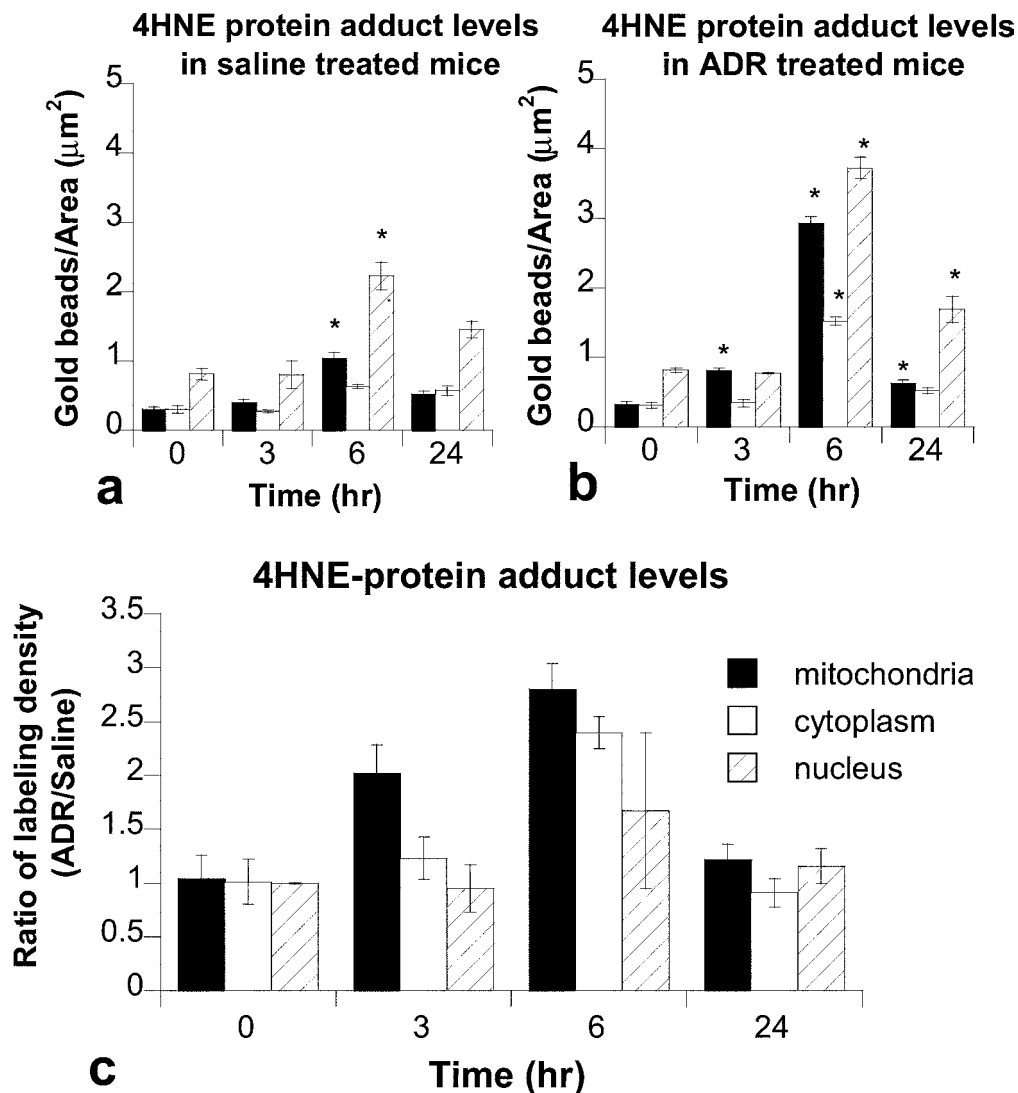 4HNE protein adduct levels
in saline treated mice
Gold beads/Area (μm²)
5
4
3
2
1
0
*
*
0 3 6 24
Time (hr)
a
4HNE protein adduct levels
in ADR treated mice
Gold beads/Area (μm²)
5
4
3
2
1
0
*
*
*
*
*
*
0 3 6 24
Time (hr)
b
4HNE-protein adduct levels
Ratio of labeling density
(ADR/Saline)
3.5
3
2.5
2
1.5
1
0.5
0
mitochondria
cytoplasm
nucleus
0 3 6 24
Time (hr)
c